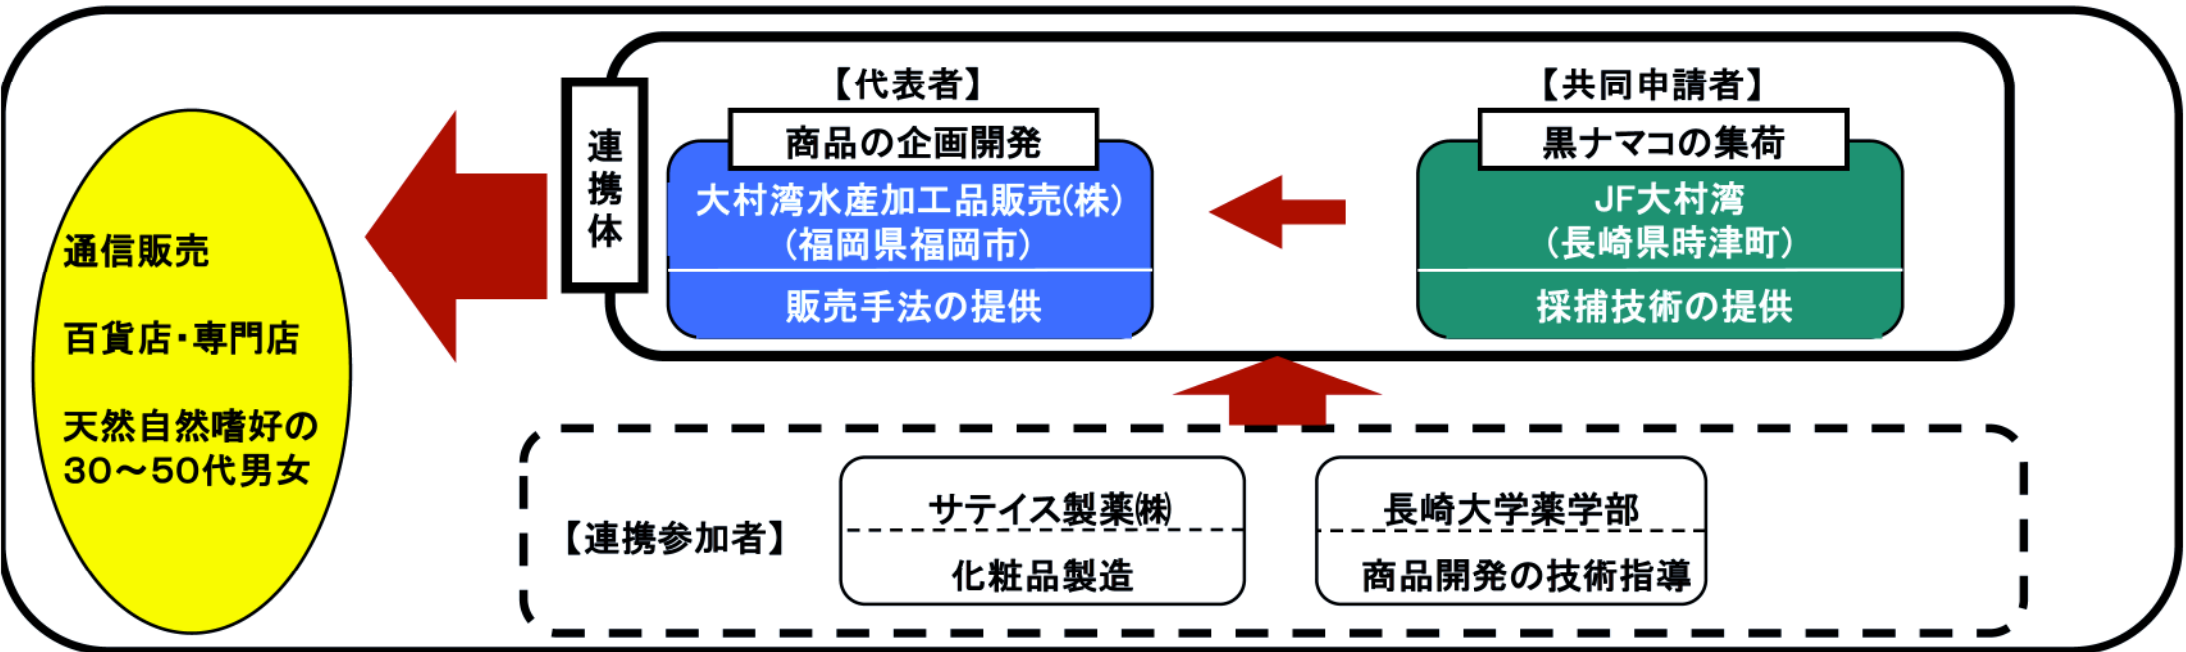 連携体
【代表者】
商品の企画開発
大村湾水産加工品販売(株)
(福岡県福岡市)
販売手法の提供
【共同申請者】
黒ナマコの集荷
JF大村湾
(長崎県時津町)
採捕技術の提供
通信販売
百貨店・専門店
天然自然嗜好の
30～50代男女
【連携参加者】
サテイス製薬㈱
化粧品製造
長崎大学薬学部
商品開発の技術指導